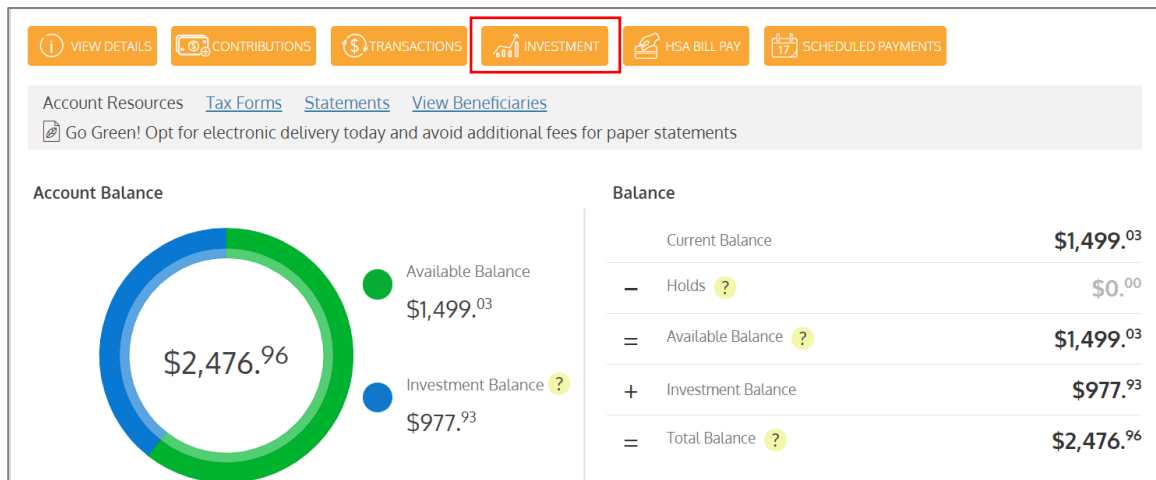 VIEW DETAILS CONTRIBUTIONS TRANSACTIONS INVESTMENT HSA BILL PAY 17 SCHEDULED PAYMENTS
Account Resources Tax Forms Statements View Beneficiaries
Go Green! Opt for electronic delivery today and avoid additional fees for paper statements
Account Balance
$2,476.96
Available Balance
$1,499.03
Investment Balance ?
$977.93
Balance
Current Balance $1,499.03
− Holds ? $0.00
= Available Balance ? $1,499.03
+ Investment Balance $977.93
= Total Balance ? $2,476.96